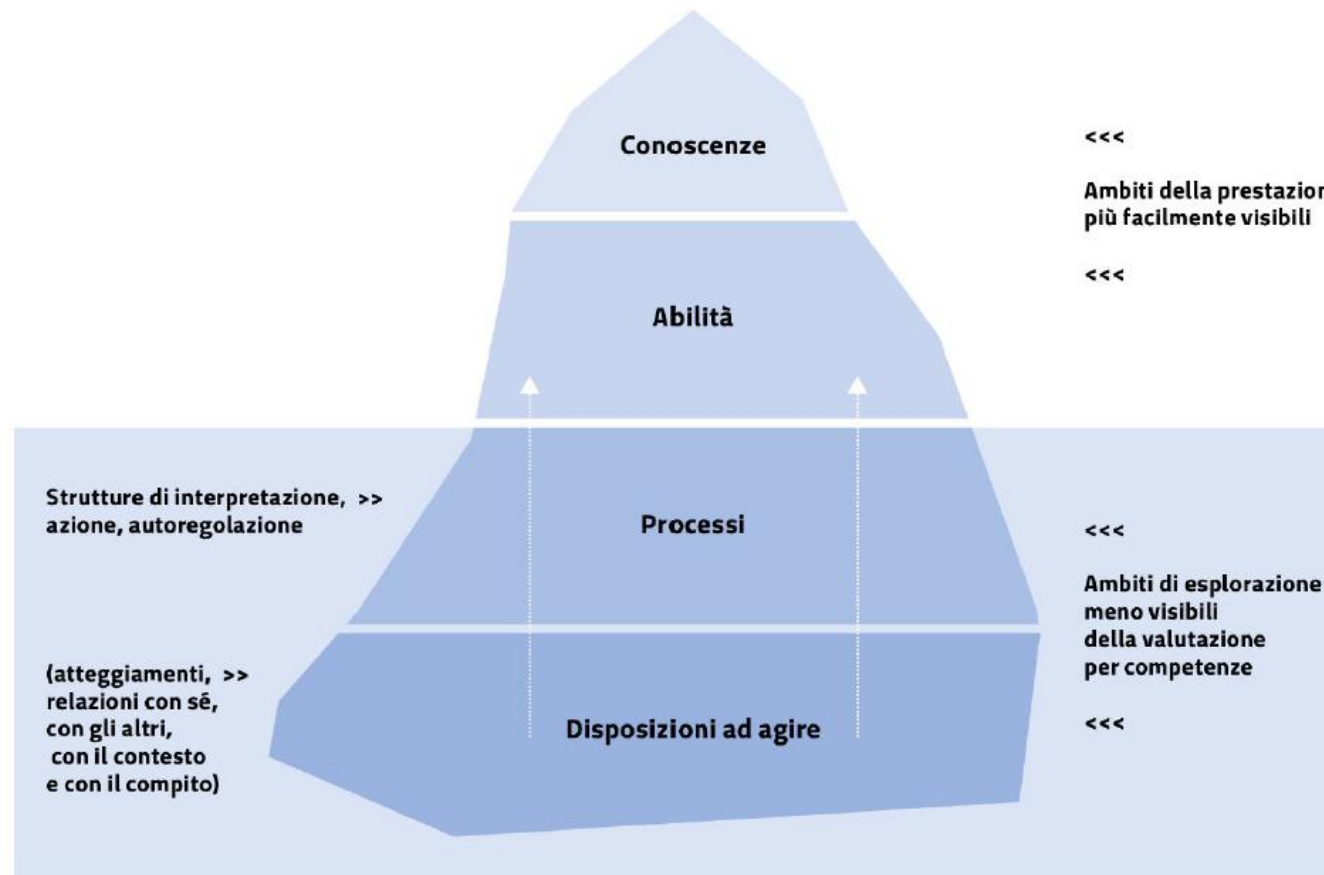 Conoscenze
<<<
Ambiti della prestazion
più facilmente visibili
<<<
Abilità
Strutture di interpretazione, >>
azione, autoregolazione
Processi
<<<
Ambiti di esplorazione
meno visibili
della valutazione
per competenze
<<<
(atteggiamenti, >>
relazioni con sé,
con gli altri,
con il contesto
e con il compito)
Disposizioni ad agire